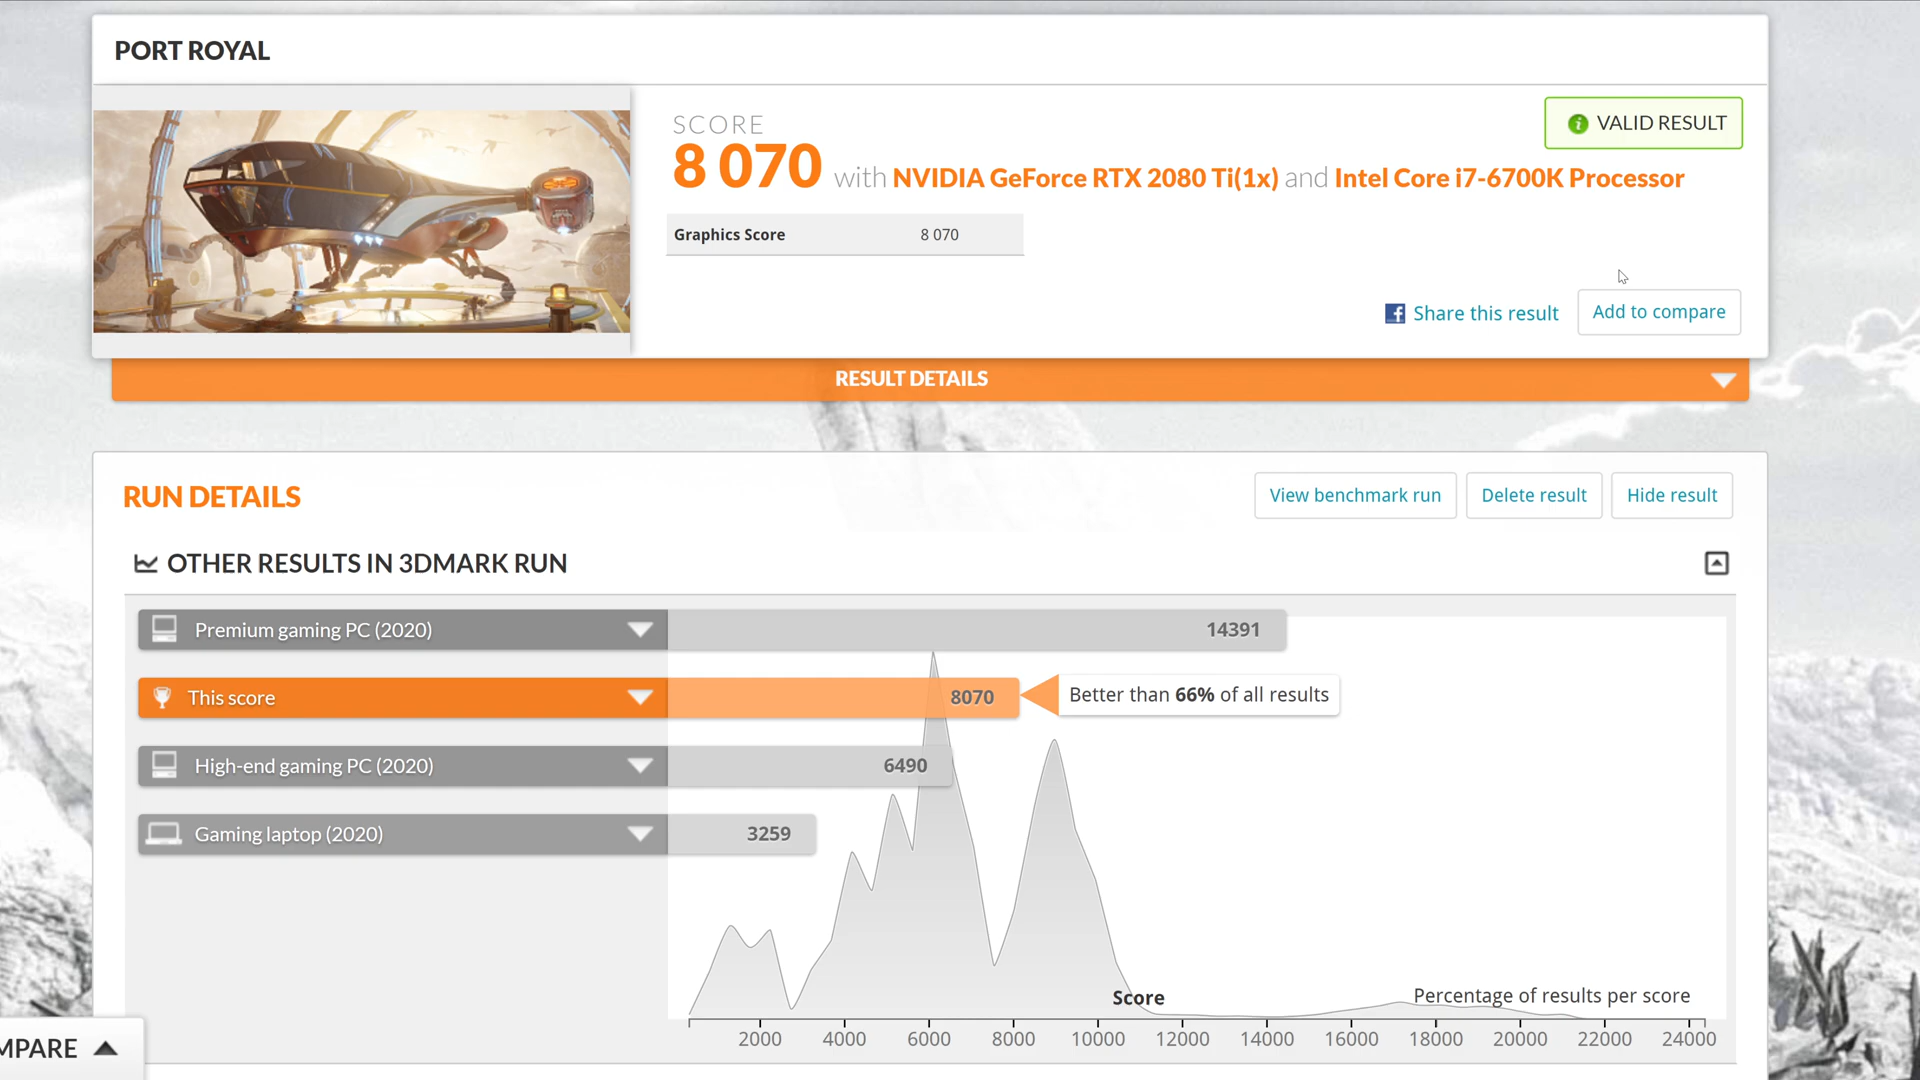 PORT ROYAL
SCORE
VALID RESULT
8 070 with NVIDIA GeForce RTX 2080 Ti(1x) and Intel Core i7-6700K Processor
Graphics Score 8 070
Share this result Add to compare
RESULT DETAILS
RUN DETAILS View benchmark run Delete result Hide result
OTHER RESULTS IN 3DMARK RUN
Premium gaming PC (2020) 14391
This score 8070 Better than 66% of all results
High-end gaming PC (2020) 6490
Gaming laptop (2020) 3259
Score Percentage of results per score
2000 4000 6000 8000 10000 12000 14000 16000 18000 20000 22000 24000
MPARE